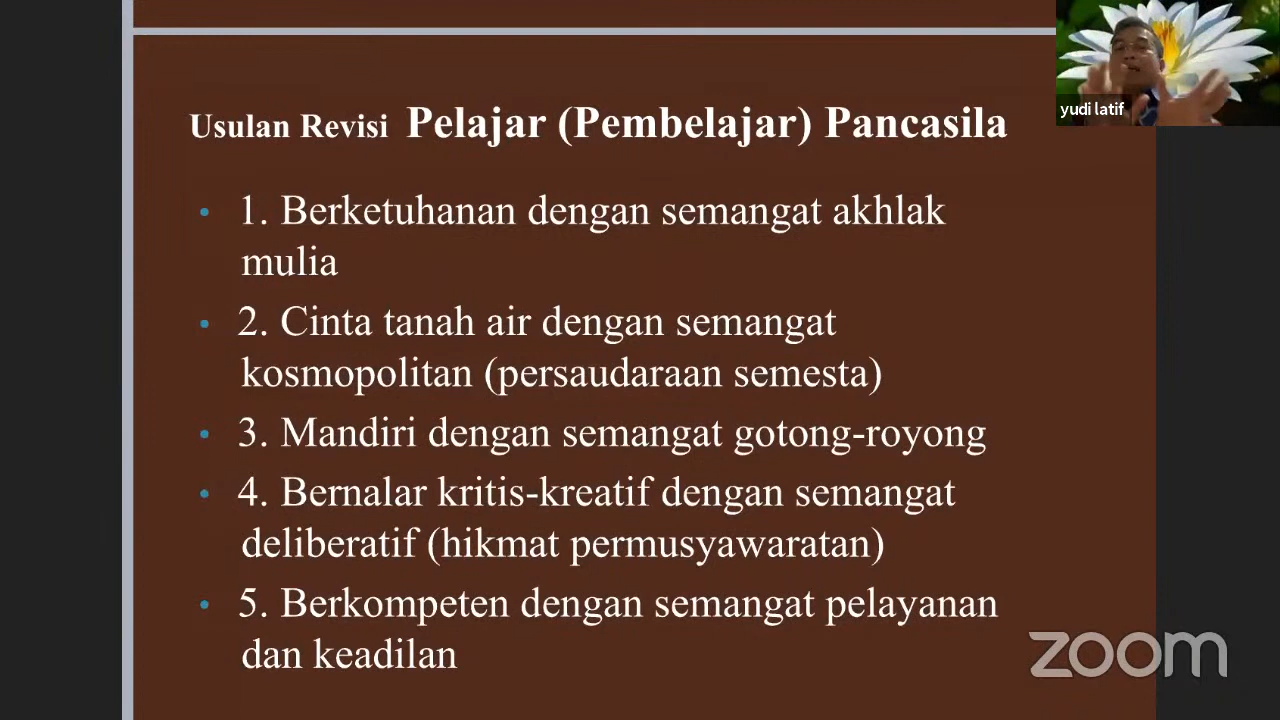 yudi latif
Usulan Revisi Pelajar (Pembelajar) Pancasila
• 1. Berketuhanan dengan semangat akhlak
mulia
• 2. Cinta tanah air dengan semangat
kosmopolitan (persaudaraan semesta)
• 3. Mandiri dengan semangat gotong-royong
• 4. Bernalar kritis-kreatif dengan semangat
deliberatif (hikmat permusyawaratan)
• 5. Berkompeten dengan semangat pelayanan
dan keadilan
zoom